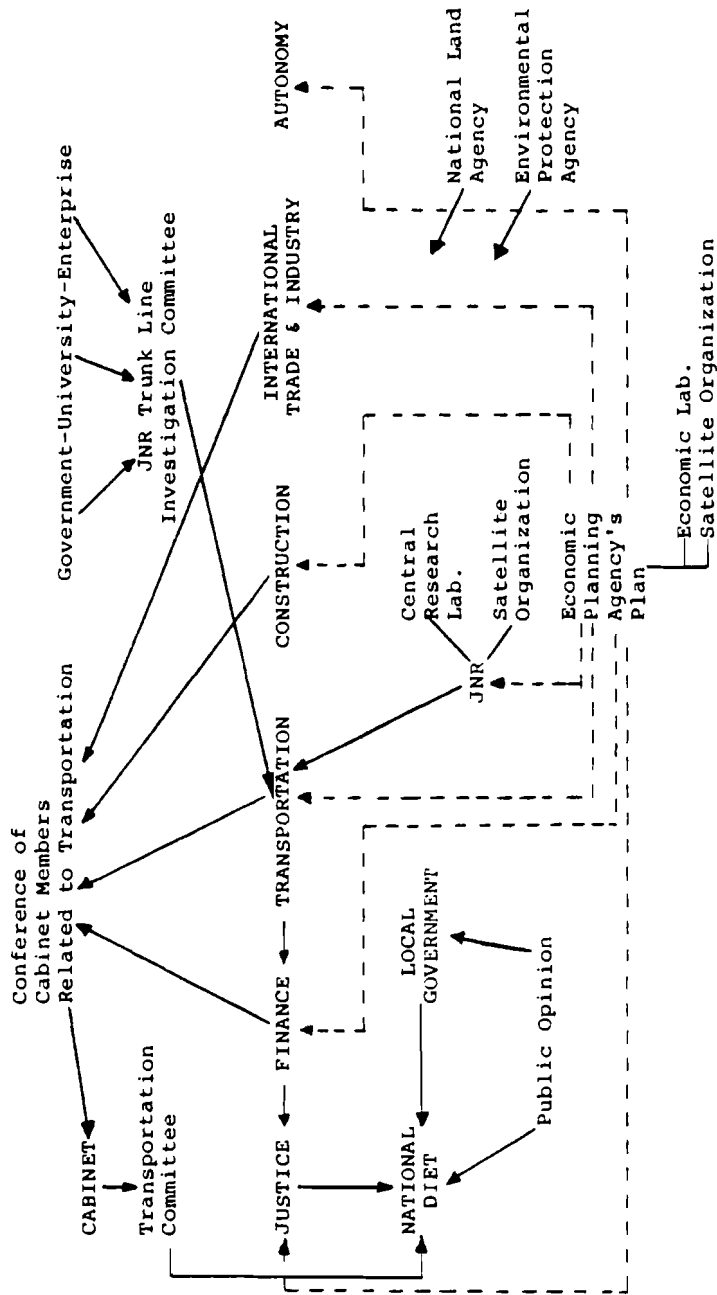 Conference of
Cabinet Members
Related to Transportation
Government-University-Enterprise
JNR Trunk Line
Investigation Committee
CABINET
Transportation
Committee
JUSTICE
FINANCE
TRANSPORTATION
CONSTRUCTION
INTERNATIONAL
TRADE & INDUSTRY
AUTONOMY
NATIONAL
DIET
LOCAL
GOVERNMENT
Public Opinion
JNR
Central
Research
Lab.
Satellite
Organization
National Land
Agency
Environmental
Protection
Agency
Economic
Planning
Agency's
Plan
Economic Lab.
Satellite Organization